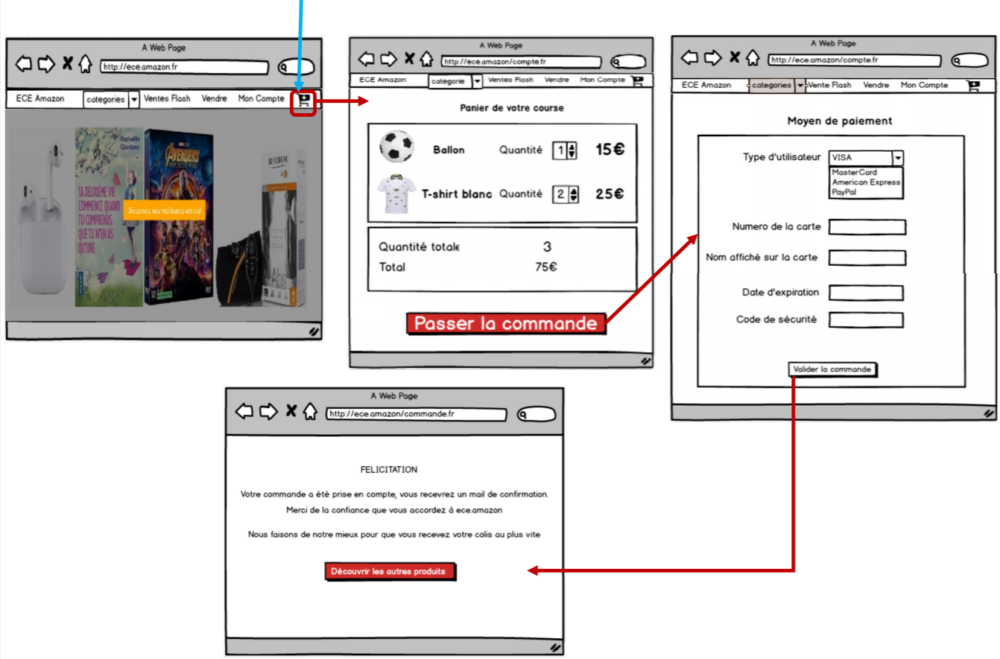 A Web Page
http://ece.amazon.fr
ECE Amazon categories Ventes Flash Vendre Mon Compte
Raphaëlle
Giordano
TA DEUXIÈME VIE
COMMENCE QUAND
TU COMPRENDS
QUE TU N'EN AS
QU'UNE
POCKET
MARVEL
AVENGERS
12
DVD
Découvrez nos meilleures ventes!
Abs
A Web Page
http://ece.amazon/compte.fr
ECE Amazon categorie Ventes Flash Vendre Mon Compte
Panier de votre course
Ballon Quantité 1 15€
T-shirt blanc Quantité 2 25€
Quantité totale 3
Total 75€
Passer la commande
A Web Page
http://ece.amazon/compte.fr
ECE Amazon categories Vente Flash Vendre Mon Compte
Moyen de paiement
Type d'utilisateur VISA
MasterCard
American Express
PayPal
Numero de la carte
Nom affiché sur la carte
Date d'expiration
Code de sécurité
Valider la commande
A Web Page
http://ece.amazon/commande.fr
FELICITATION
Votre commande a été prise en compte, vous recevrez un mail de confirmation.
Merci de la confiance que vous accordez à ece.amazon
Nous faisons de notre mieux pour que vous recevez votre colis au plus vite
Découvrir les autres produits